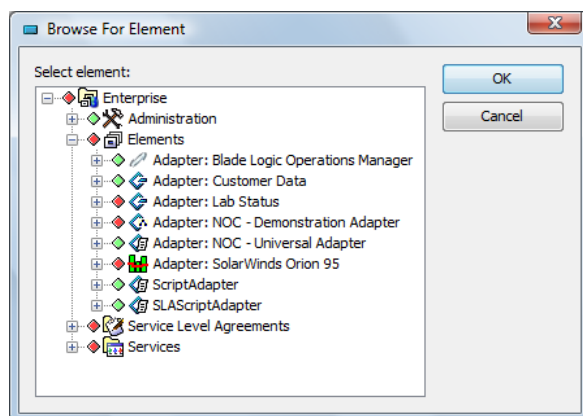 Browse For Element
Select element:
Enterprise
Administration
Elements
Adapter: Blade Logic Operations Manager
Adapter: Customer Data
Adapter: Lab Status
Adapter: NOC - Demonstration Adapter
Adapter: NOC - Universal Adapter
Adapter: SolarWinds Orion 95
ScriptAdapter
SLAScriptAdapter
Service Level Agreements
Services
OK
Cancel